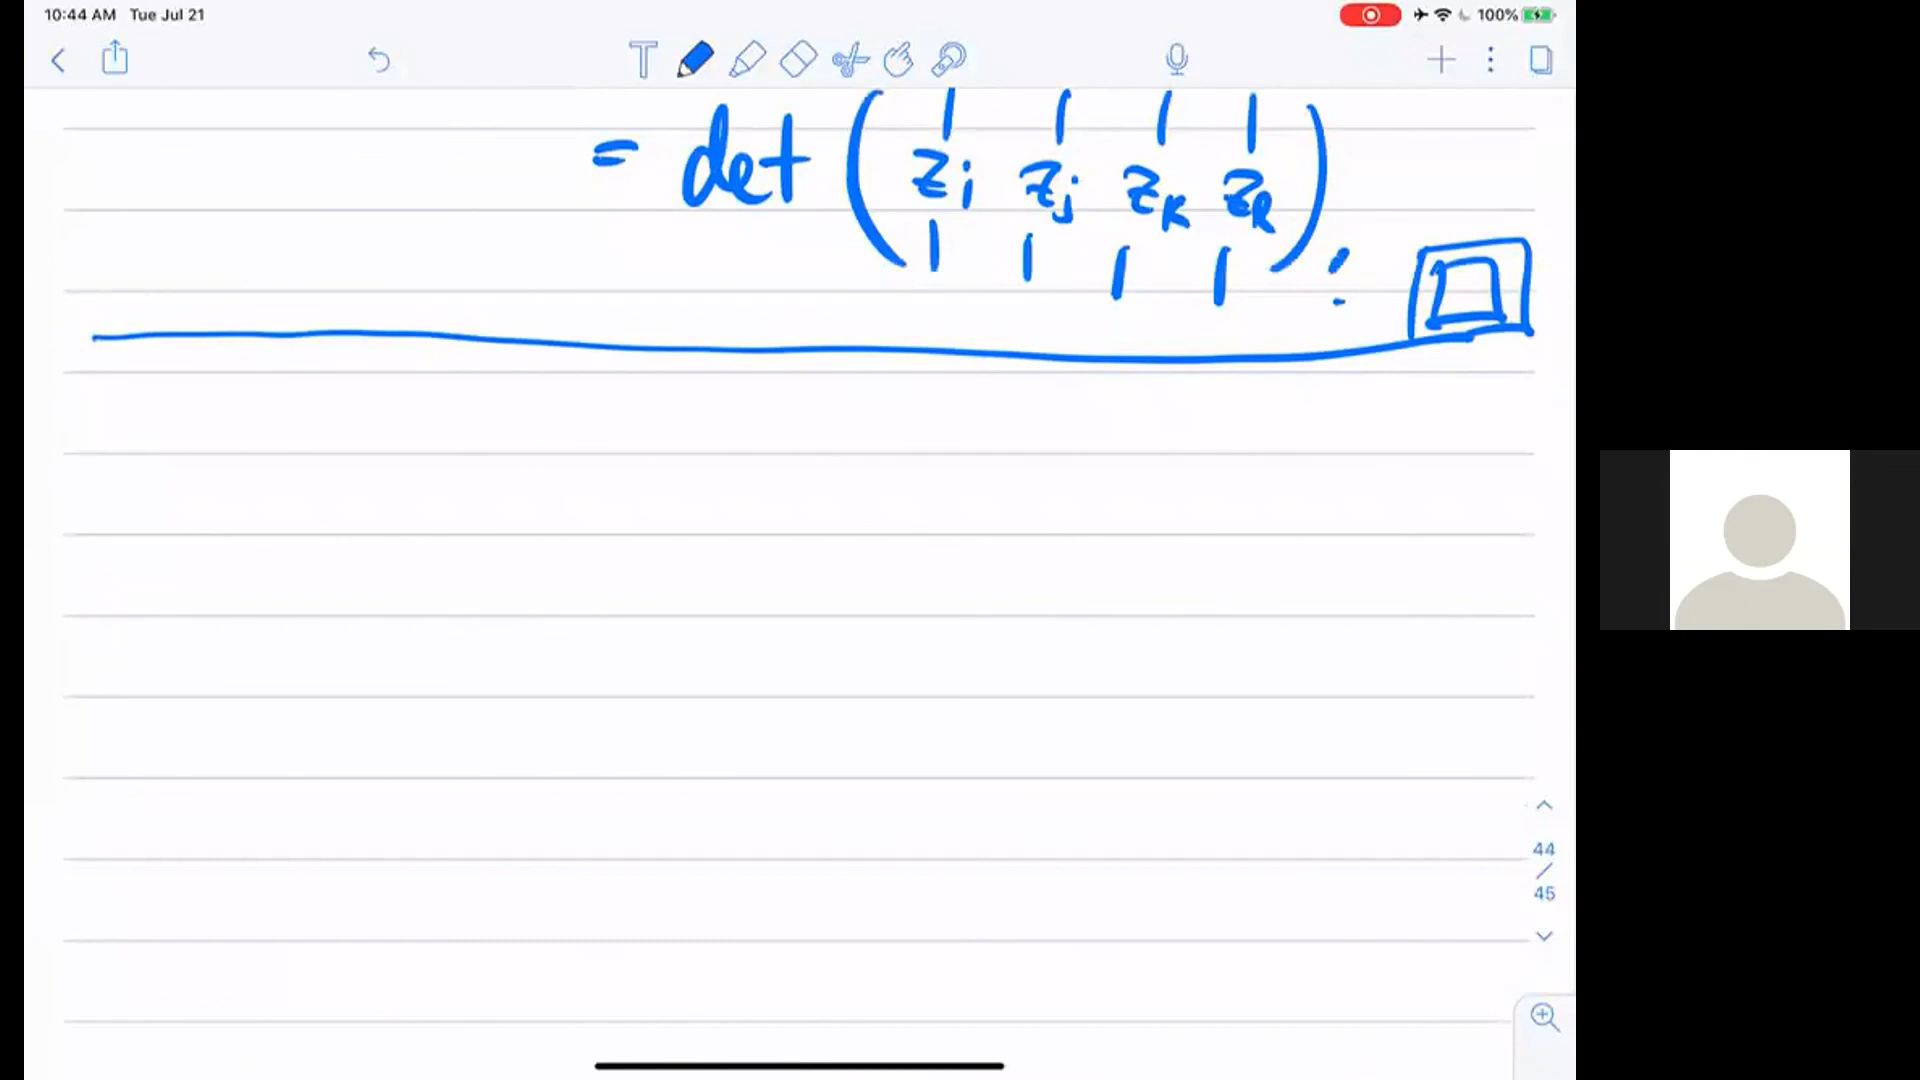 10:44 AM Tue Jul 21
100%
T
= det ( | | | |
z_i z_j z_k z_l
| | | | ) !
44
/
45